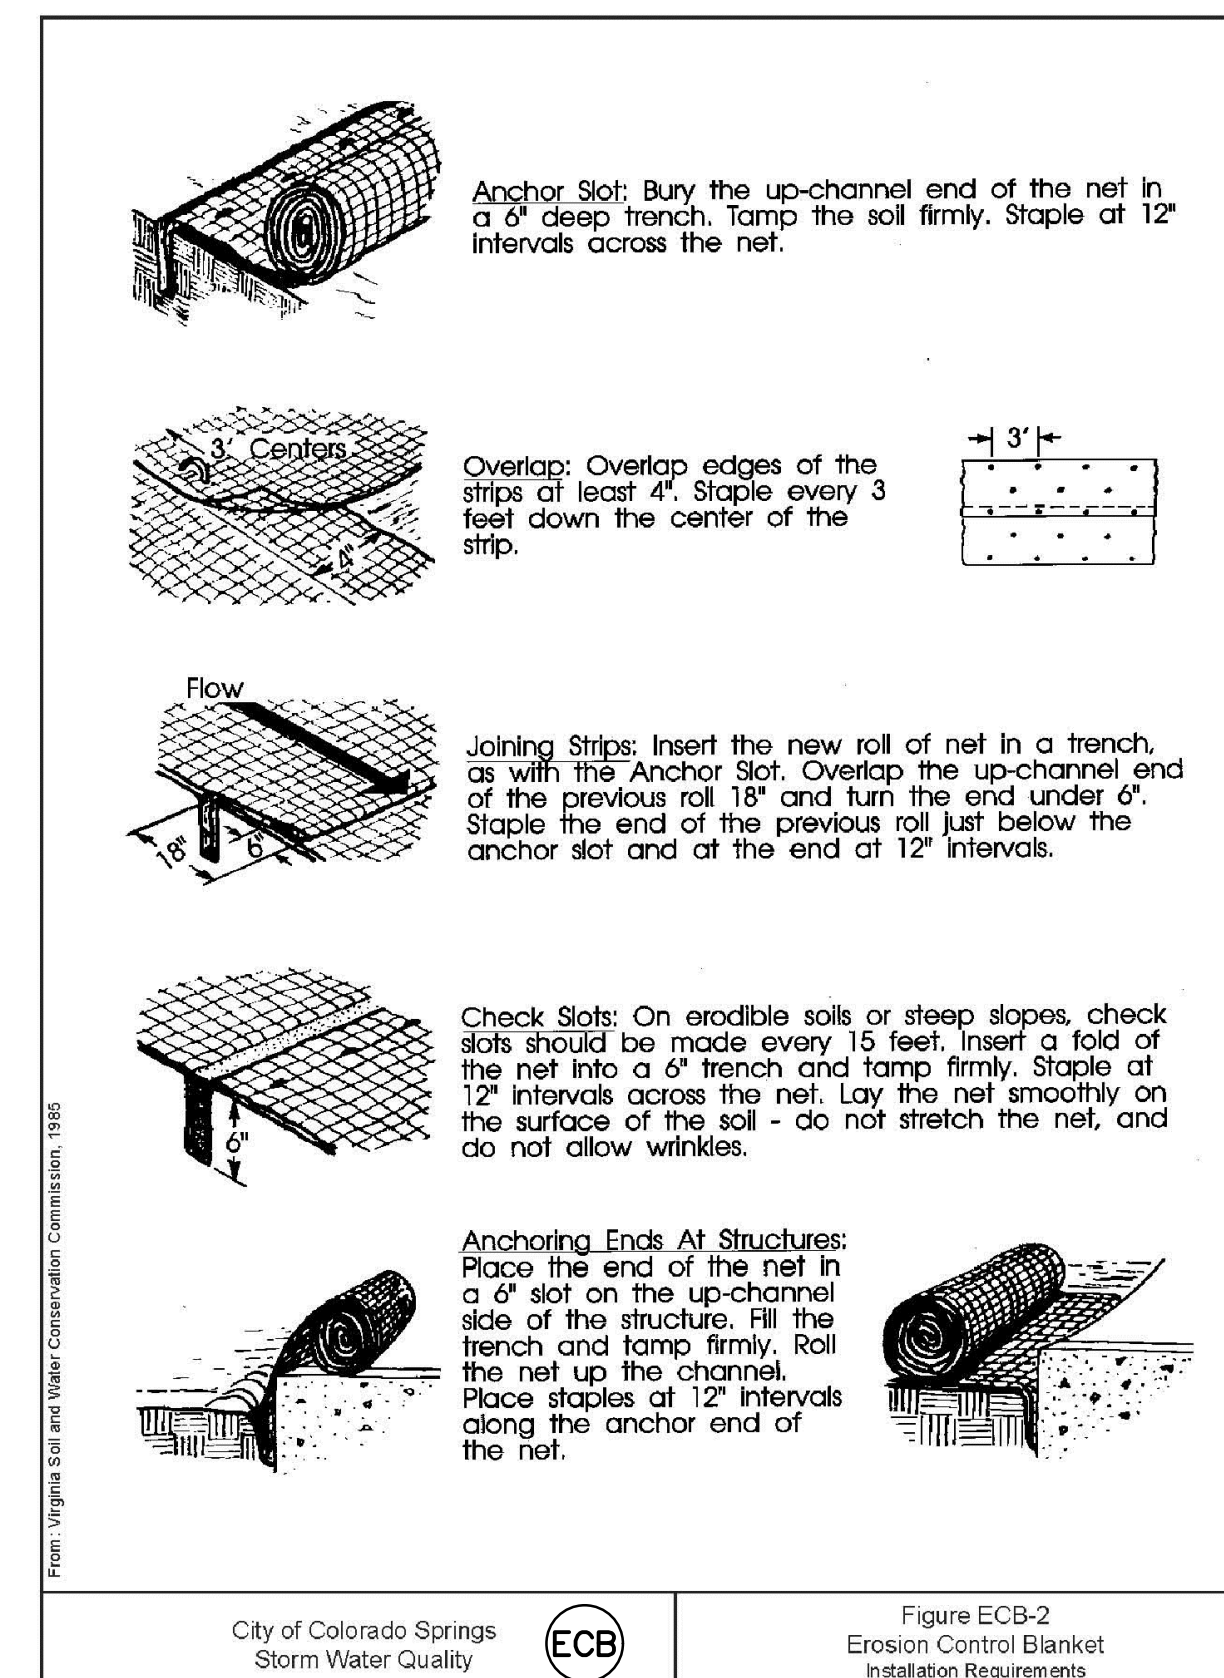 Anchor Slot: Bury the up-channel end of the net in
a 6" deep trench. Tamp the soil firmly. Staple at 12"
intervals across the net.
3' Centers
4"
Overlap: Overlap edges of the
strips at least 4". Staple every 3
feet down the center of the
strip.
3'
Flow
18"
6"
Joining Strips: Insert the new roll of net in a trench,
as with the Anchor Slot. Overlap the up-channel end
of the previous roll 18" and turn the end under 6".
Staple the end of the previous roll just below the
anchor slot and at the end at 12" intervals.
6"
Check Slots: On erodible soils or steep slopes, check
slots should be made every 15 feet. Insert a fold of
the net into a 6" trench and tamp firmly. Staple at
12" intervals across the net. Lay the net smoothly on
the surface of the soil - do not stretch the net, and
do not allow wrinkles.
Anchoring Ends At Structures:
Place the end of the net in
a 6" slot on the up-channel
side of the structure. Fill the
trench and tamp firmly. Roll
the net up the channel.
Place staples at 12" intervals
along the anchor end of
the net.
From: Virginia Soil and Water Conservation Commission, 1985
City of Colorado Springs
Storm Water Quality
ECB
Figure ECB-2
Erosion Control Blanket
Installation Requirements